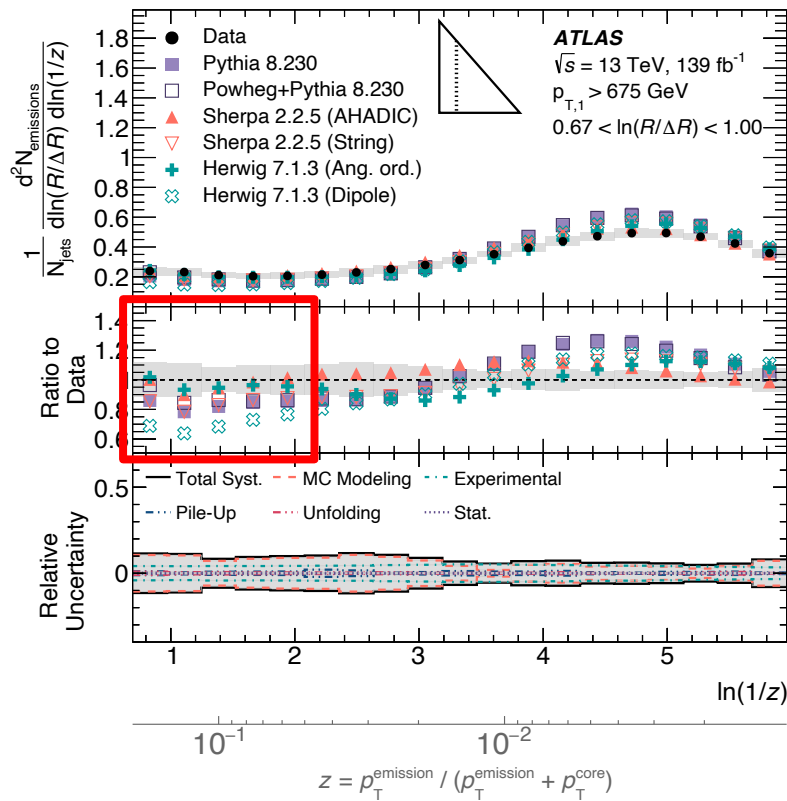 1.8
1.6
1.4
1.2
1
0.8
0.6
0.4
0.2
1/N_jets d²N_emissions / dln(R/ΔR) dln(1/z)
Data
Pythia 8.230
Powheg+Pythia 8.230
Sherpa 2.2.5 (AHADIC)
Sherpa 2.2.5 (String)
Herwig 7.1.3 (Ang. ord.)
Herwig 7.1.3 (Dipole)
ATLAS
√s = 13 TeV, 139 fb⁻¹
p_T,1 > 675 GeV
0.67 < ln(R/ΔR) < 1.00
1.4
1.2
1
0.8
0.6
Ratio to
Data
0.5
0
Relative
Uncertainty
Total Syst. MC Modeling Experimental
Pile-Up Unfolding Stat.
1 2 3 4 5
ln(1/z)
10⁻¹ 10⁻²
z = p_T^emission / (p_T^emission + p_T^core)